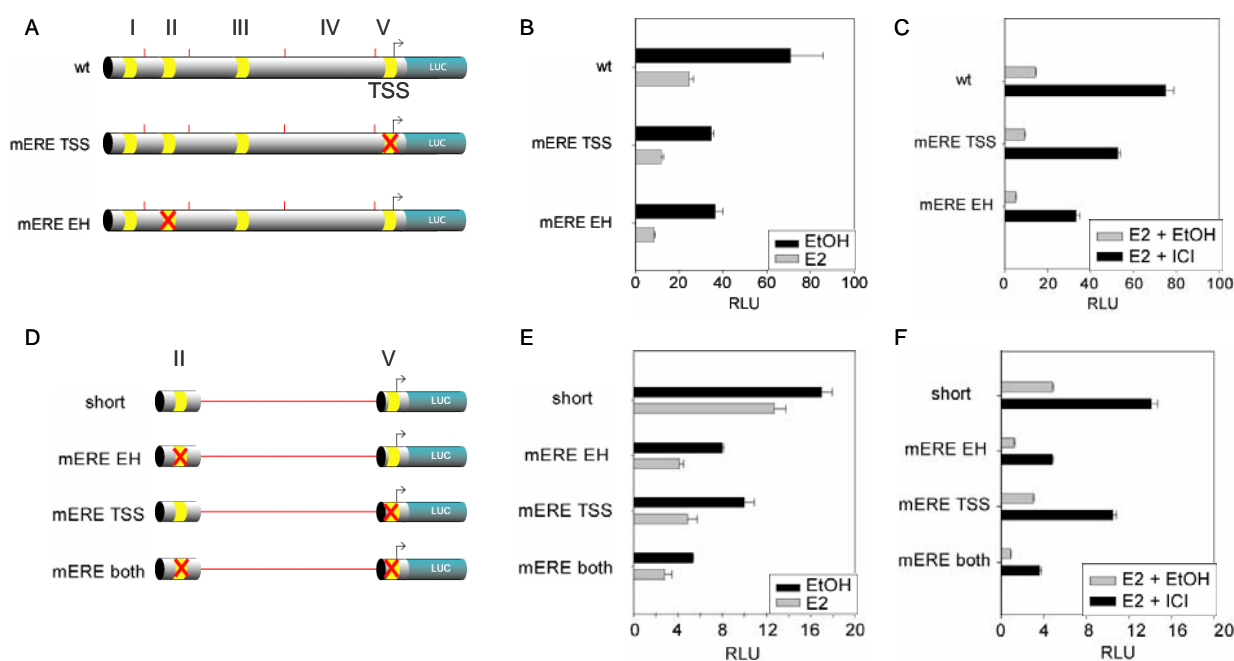 A
I II III IV V
wt
LUC
TSS
mERE TSS
LUC
mERE EH
LUC
B
wt
mERE TSS
mERE EH
EtOH
E2
0 20 40 60 80 100
RLU
C
wt
mERE TSS
mERE EH
E2 + EtOH
E2 + ICI
0 20 40 60 80 100
RLU
D
II V
short
LUC
mERE EH
LUC
mERE TSS
LUC
mERE both
LUC
E
short
mERE EH
mERE TSS
mERE both
EtOH
E2
0 4 8 12 16 20
RLU
F
short
mERE EH
mERE TSS
mERE both
E2 + EtOH
E2 + ICI
0 4 8 14 16 20
RLU